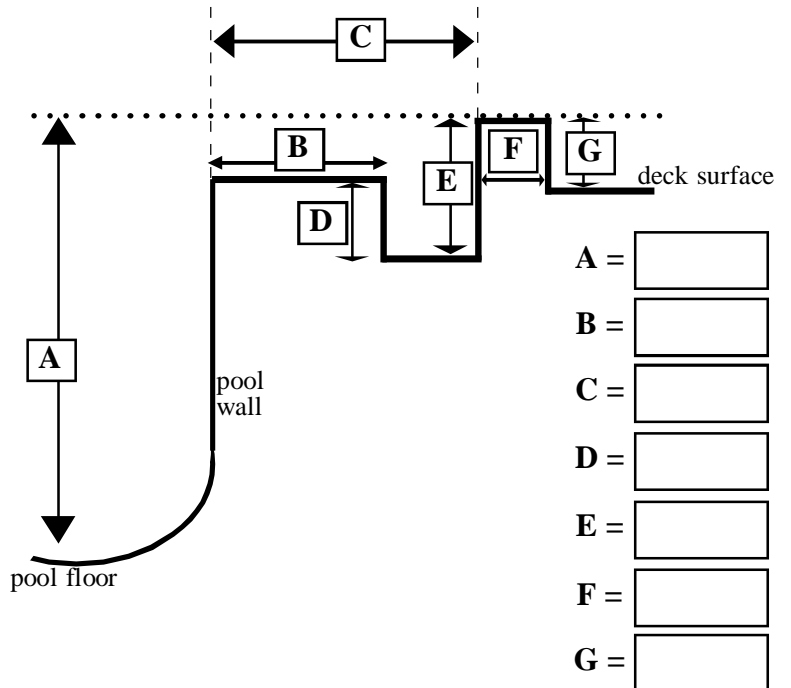 C
B
F
G
E
deck surface
D
A =
B =
A
pool
wall
C =
D =
E =
pool floor
F =
G =